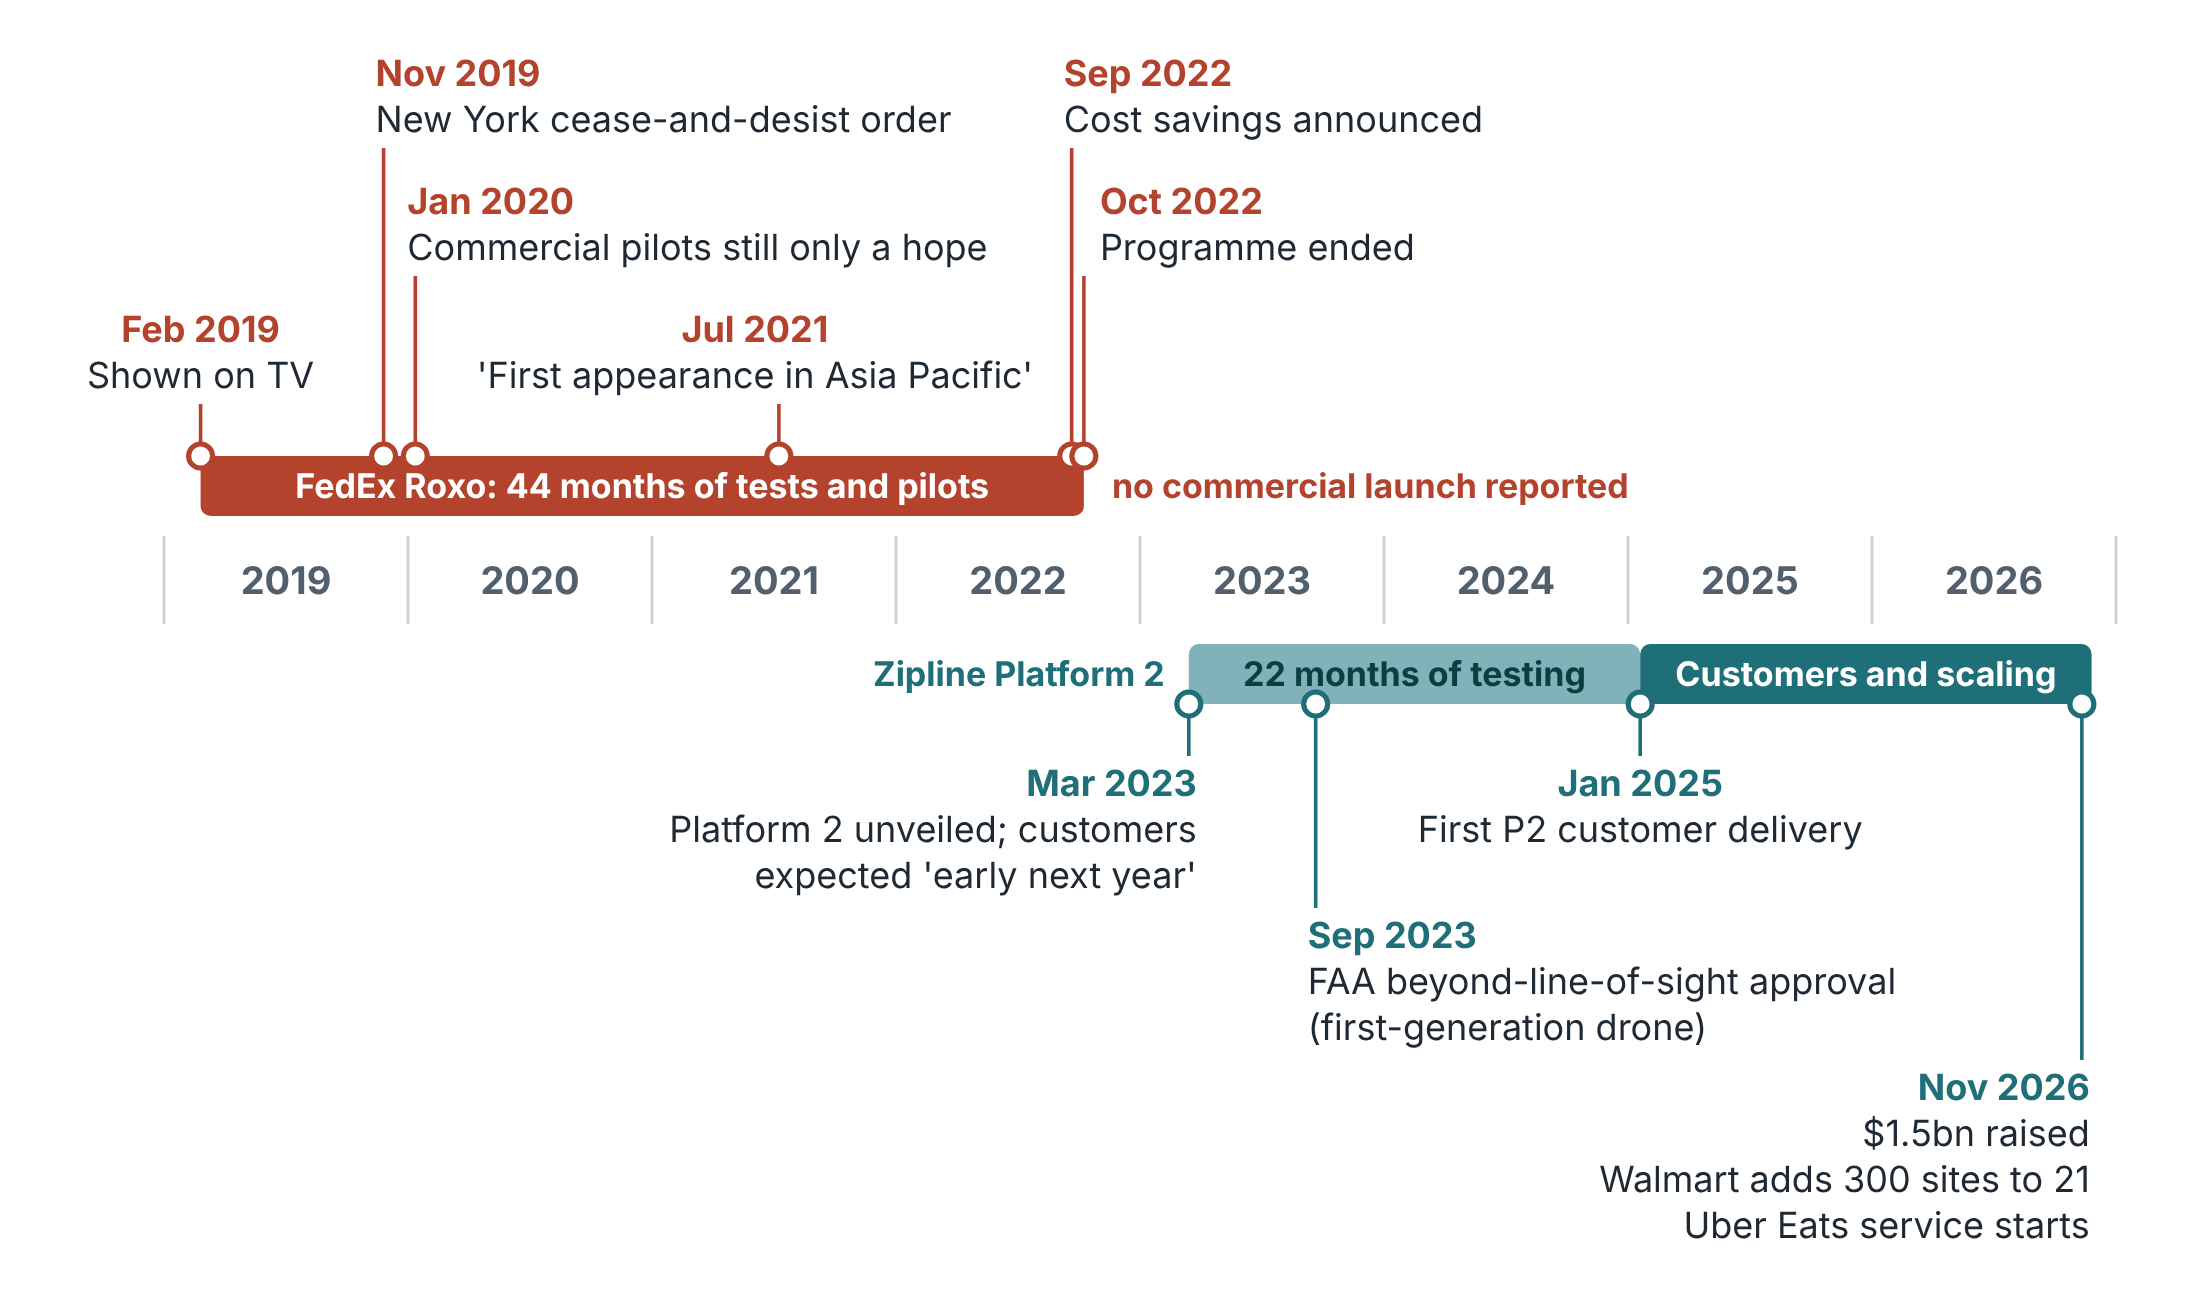 Nov 2019
New York cease-and-desist order
Sep 2022
Cost savings announced
Jan 2020
Commercial pilots still only a hope
Oct 2022
Programme ended
Feb 2019
Shown on TV
Jul 2021
'First appearance in Asia Pacific'
FedEx Roxo: 44 months of tests and pilots
no commercial launch reported
2019
2020
2021
2022
2023
2024
2025
2026
Zipline Platform 2
22 months of testing
Customers and scaling
Mar 2023
Platform 2 unveiled; customers
expected 'early next year'
Jan 2025
First P2 customer delivery
Sep 2023
FAA beyond-line-of-sight approval
(first-generation drone)
Nov 2026
$1.5bn raised
Walmart adds 300 sites to 21
Uber Eats service starts